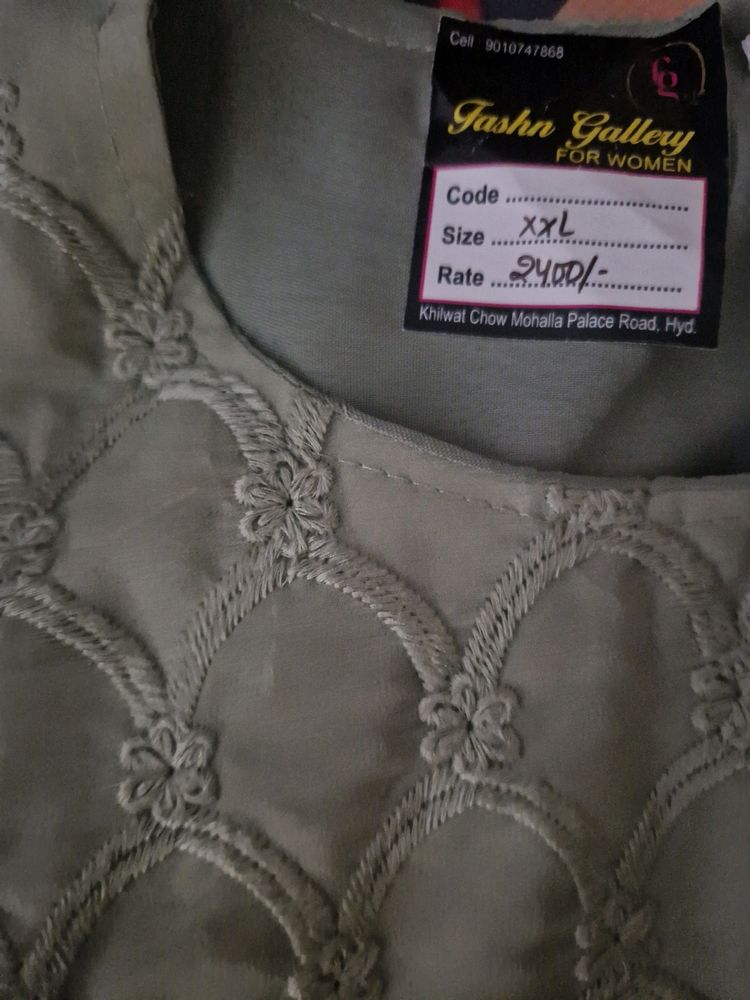 Cell : 9010747868
Jashn Gallery
FOR WOMEN
Code ..............................
Size XXL
Rate 2400/-
Khilwat Chow Mohalla Palace Road, Hyd.